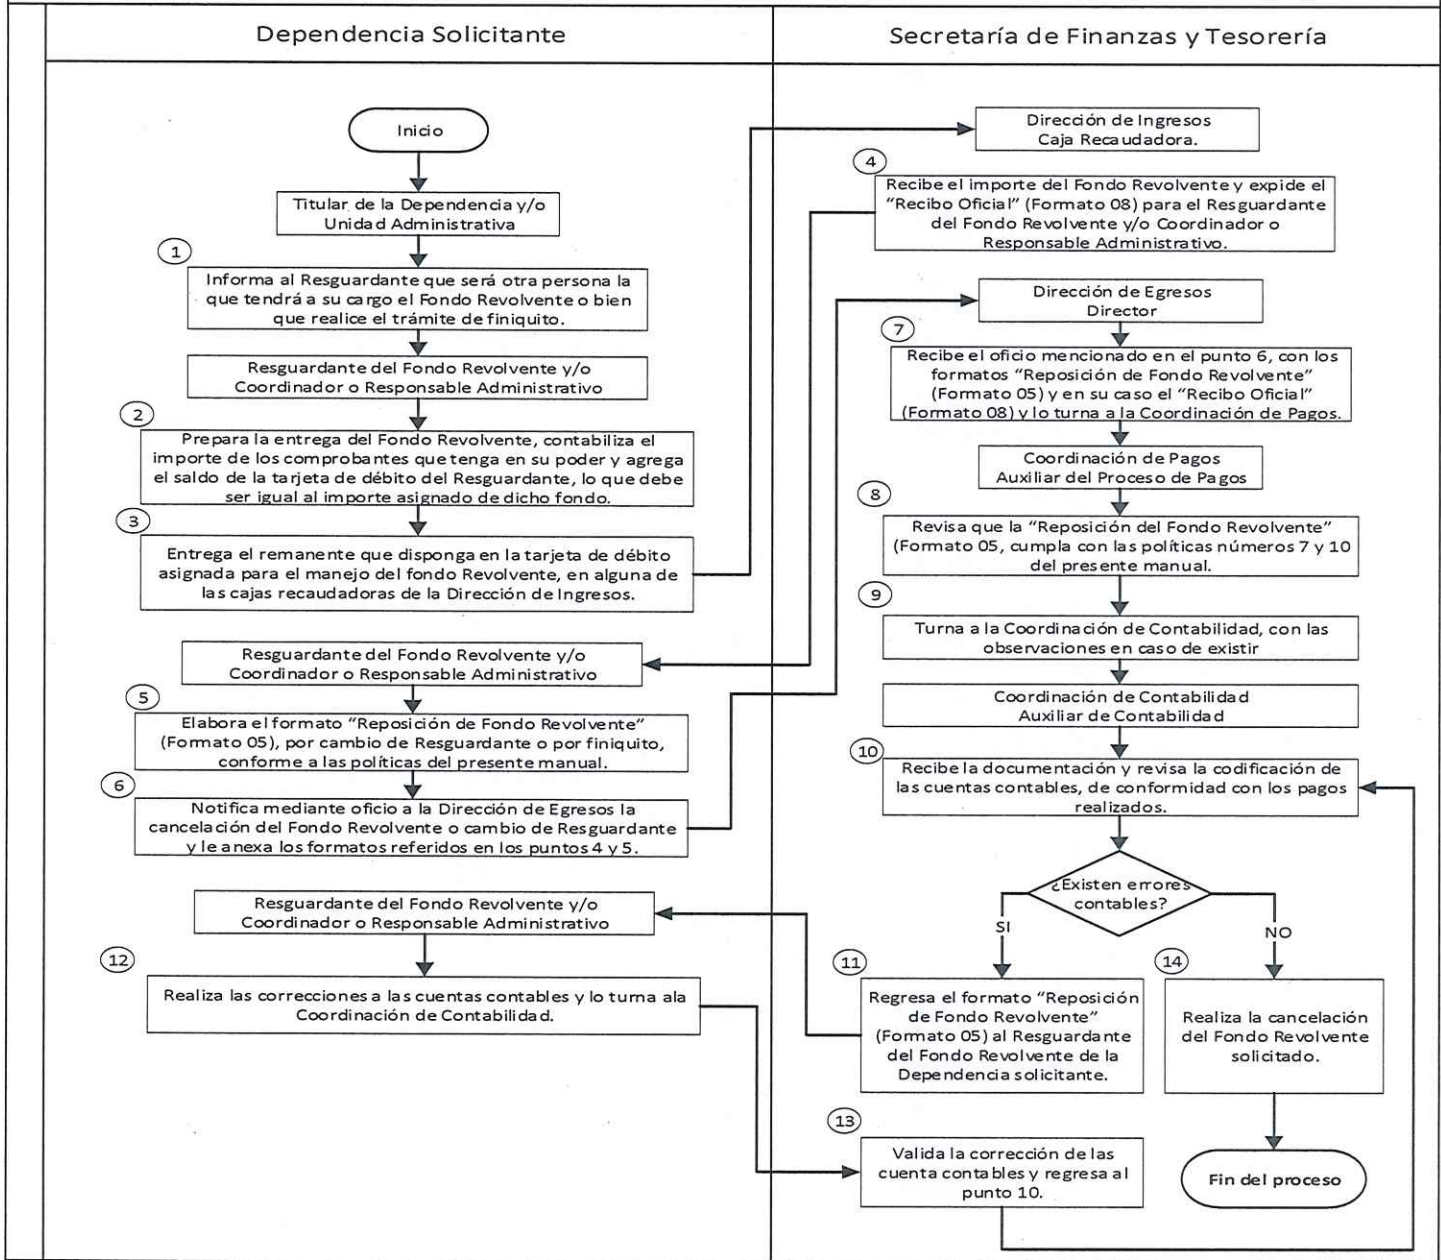 Dependencia Solicitante
Secretaría de Finanzas y Tesorería
Inicio
Titular de la Dependencia y/o
Unidad Administrativa
1
Informa al Resguardante que será otra persona la
que tendrá a su cargo el Fondo Revolvente o bien
que realice el trámite de finiquito.
Resguardante del Fondo Revolvente y/o
Coordinador o Responsable Administrativo
2
Prepara la entrega del Fondo Revolvente, contabiliza el
importe de los comprobantes que tenga en su poder y agrega
el saldo de la tarjeta de débito del Resguardante, lo que debe
ser igual al importe asignado de dicho fondo.
3
Entrega el remanente que disponga en la tarjeta de débito
asignada para el manejo del fondo Revolvente, en alguna de
las cajas recaudadoras de la Dirección de Ingresos.
Dirección de Ingresos
Caja Recaudadora.
4
Recibe el importe del Fondo Revolvente y expide el
“Recibo Oficial” (Formato 08) para el Resguardante
del Fondo Revolvente y/o Coordinador o
Responsable Administrativo.
Resguardante del Fondo Revolvente y/o
Coordinador o Responsable Administrativo
5
Elabora el formato “Reposición de Fondo Revolvente”
(Formato 05), por cambio de Resguardante o por finiquito,
conforme a las políticas del presente manual.
6
Notifica mediante oficio a la Dirección de Egresos la
cancelación del Fondo Revolvente o cambio de Resguardante
y le anexa los formatos referidos en los puntos 4 y 5.
Dirección de Egresos
Director
7
Recibe el oficio mencionado en el punto 6, con los
formatos “Reposición de Fondo Revolvente”
(Formato 05) y en su caso el “Recibo Oficial”
(Formato 08) y lo turna a la Coordinación de Pagos.
Coordinación de Pagos
Auxiliar del Proceso de Pagos
8
Revisa que la “Reposición del Fondo Revolvente”
(Formato 05, cumpla con las políticas números 7 y 10
del presente manual.
9
Turna a la Coordinación de Contabilidad, con las
observaciones en caso de existir
Coordinación de Contabilidad
Auxiliar de Contabilidad
10
Recibe la documentación y revisa la codificación de
las cuentas contables, de conformidad con los pagos
realizados.
¿Existen errores
contables?
SI
NO
11
Regresa el formato “Reposición
de Fondo Revolvente”
(Formato 05) al Resguardante
del Fondo Revolvente de la
Dependencia solicitante.
Resguardante del Fondo Revolvente y/o
Coordinador o Responsable Administrativo
12
Realiza las correcciones a las cuentas contables y lo turna ala
Coordinación de Contabilidad.
13
Valida la corrección de las
cuenta contables y regresa al
punto 10.
14
Realiza la cancelación
del Fondo Revolvente
solicitado.
Fin del proceso